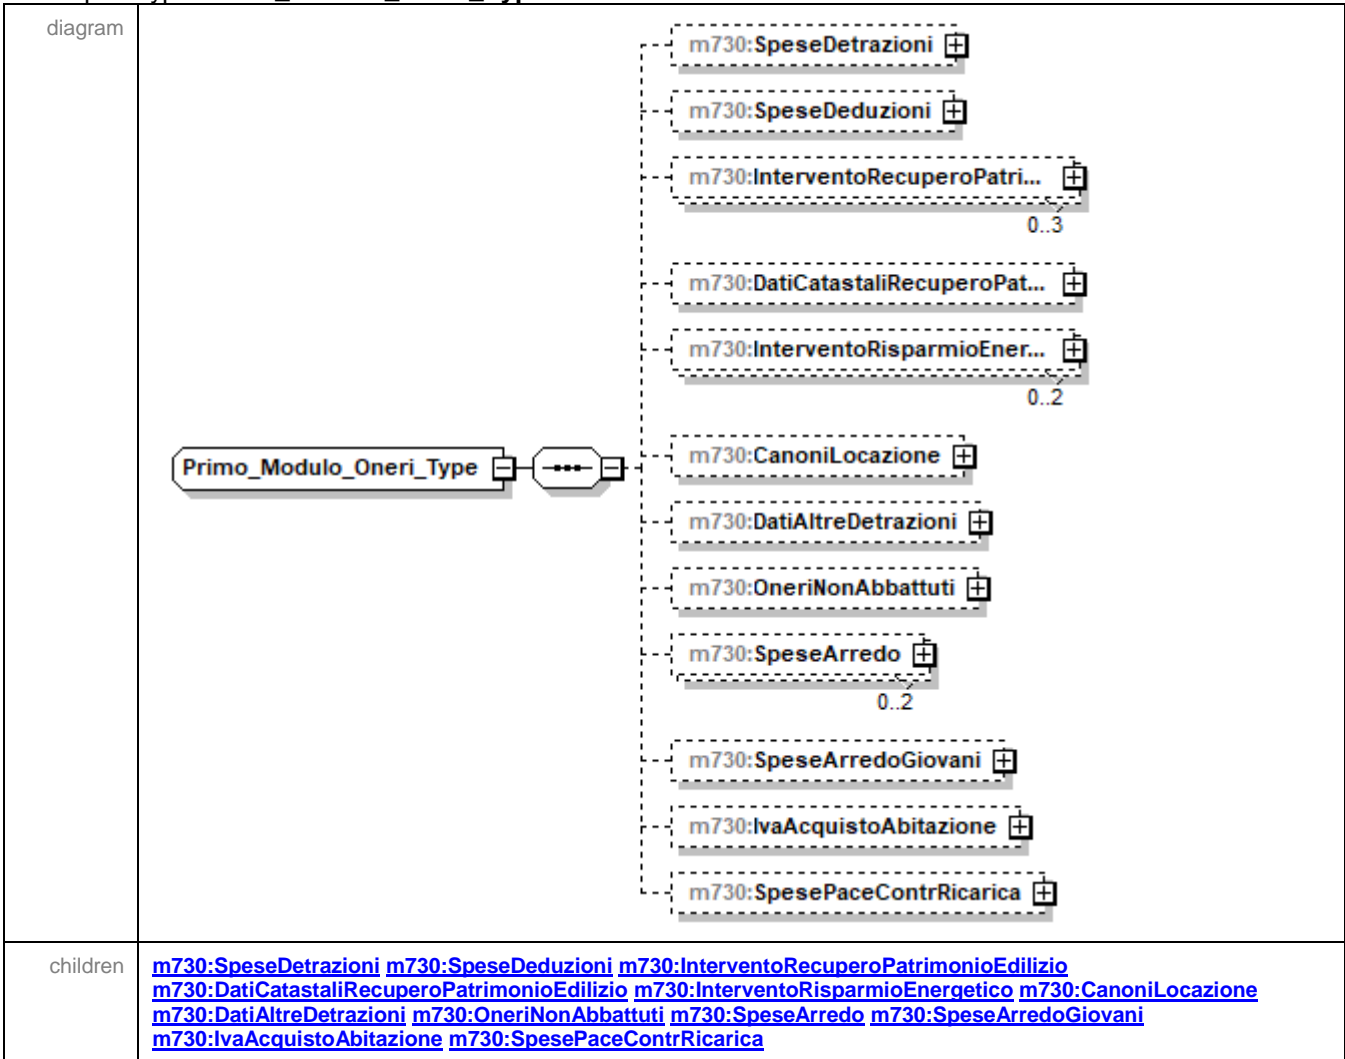 diagram
m730:SpeseDetrazioni
m730:SpeseDeduzioni
m730:InterventoRecuperoPatri...
0..3
m730:DatiCatastaliRecuperoPat...
m730:InterventoRisparmioEner...
0..2
Primo_Modulo_Oneri_Type
m730:CanoniLocazione
m730:DatiAltreDetrazioni
m730:OneriNonAbbattuti
m730:SpeseArredo
0..2
m730:SpeseArredoGiovani
m730:IvaAcquistoAbitazione
m730:SpesePaceContrRicarica
children
m730:SpeseDetrazioni m730:SpeseDeduzioni m730:InterventoRecuperoPatrimonioEdilizio
m730:DatiCatastaliRecuperoPatrimonioEdilizio m730:InterventoRisparmioEnergetico m730:CanoniLocazione
m730:DatiAltreDetrazioni m730:OneriNonAbbattuti m730:SpeseArredo m730:SpeseArredoGiovani
m730:IvaAcquistoAbitazione m730:SpesePaceContrRicarica